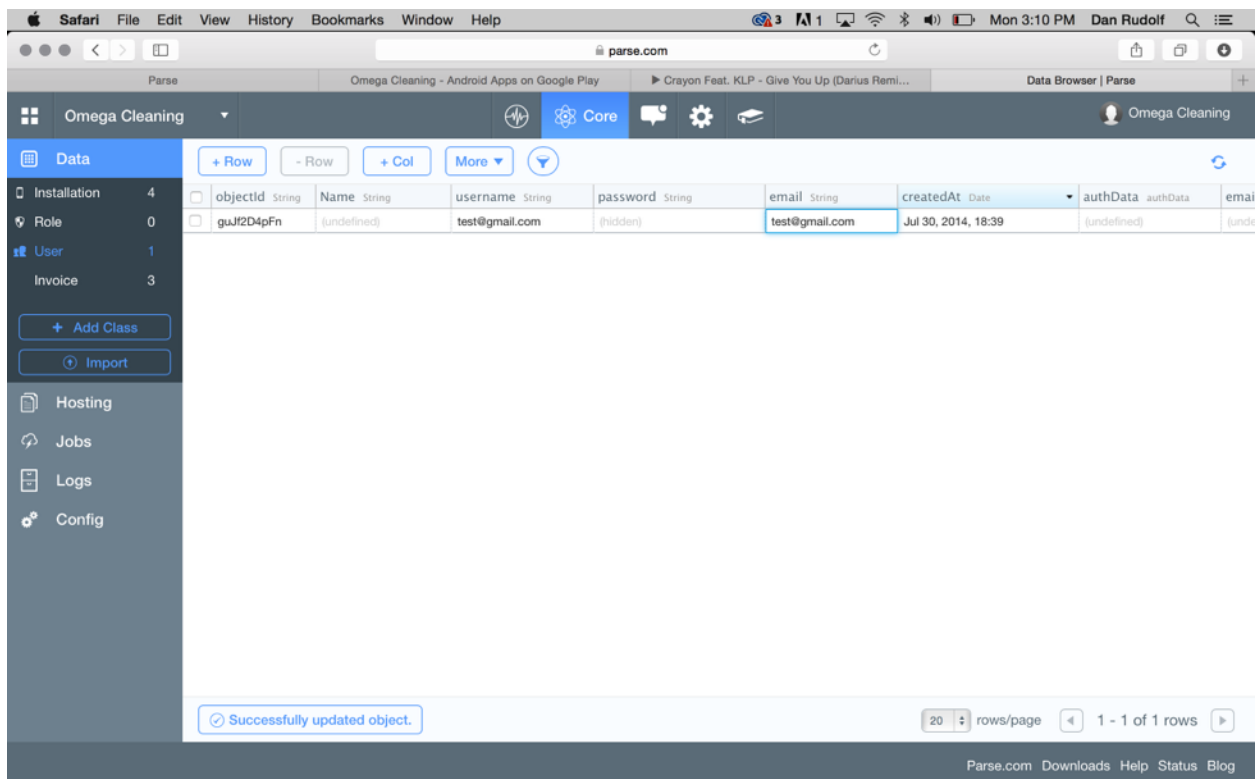 Safari File Edit View History Bookmarks Window Help 3 1 Mon 3:10 PM Dan Rudolf
parse.com
Parse Omega Cleaning - Android Apps on Google Play ▶ Crayon Feat. KLP - Give You Up (Darius Remi... Data Browser | Parse +
Omega Cleaning Core Omega Cleaning
Data + Row - Row + Col More
Installation 4
objectId String Name String username String password String email String createdAt Date authData authData emai
Role 0
guJf2D4pFn (undefined) test@gmail.com (hidden) test@gmail.com Jul 30, 2014, 18:39 (undefined) (unde
User 1
Invoice 3
+ Add Class
Import
Hosting
Jobs
Logs
Config
Successfully updated object. 20 rows/page 1 - 1 of 1 rows
Parse.com Downloads Help Status Blog